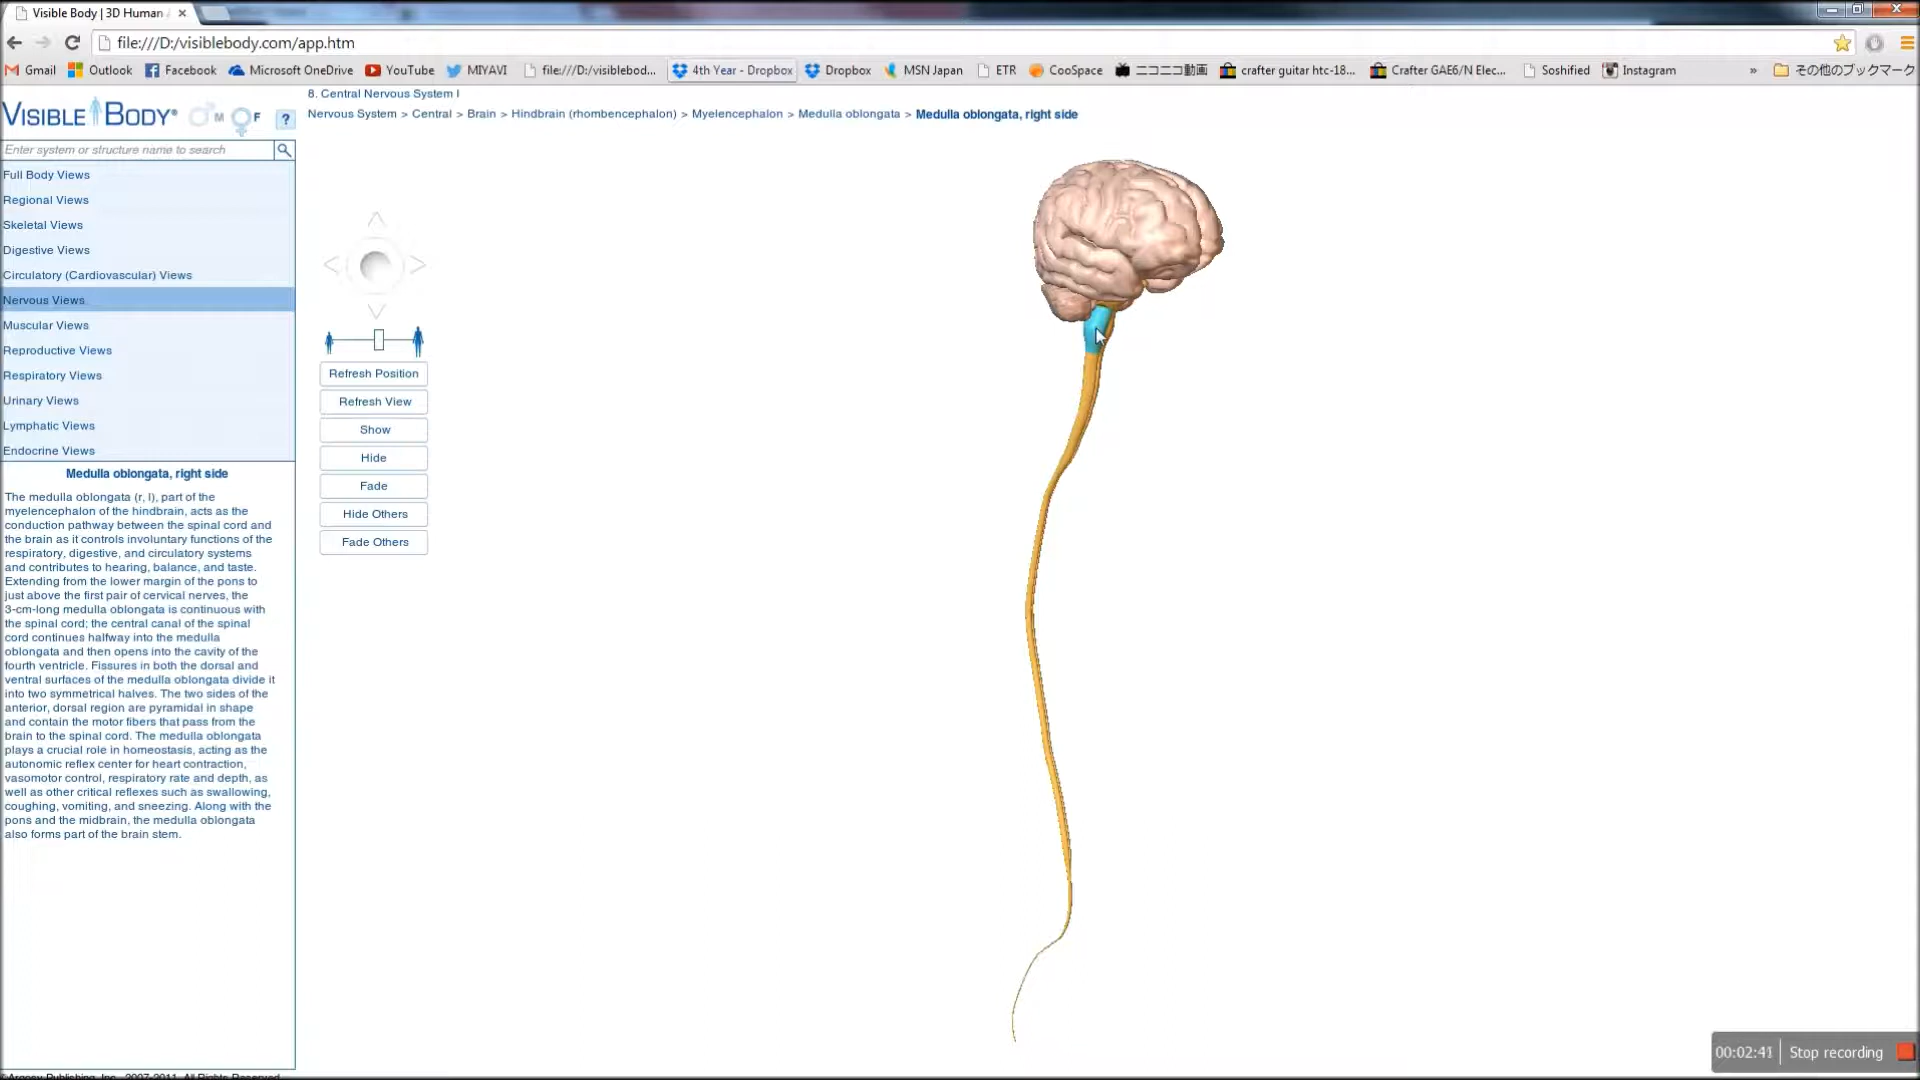 Visible Body | 3D Human
file:///D:/visiblebody.com/app.htm
Gmail
Outlook
Facebook
Microsoft OneDrive
YouTube
MIYAVI
file:///D:/visiblebod...
4th Year - Dropbox
Dropbox
MSN Japan
ETR
CooSpace
ニコニコ動画
crafter guitar htc-18...
Crafter GAE6/N Elec...
Soshified
Instagram
»
その他のブックマーク
VISIBLE BODY®
M
F
?
8. Central Nervous System I
Nervous System > Central > Brain > Hindbrain (rhombencephalon) > Myelencephalon > Medulla oblongata > Medulla oblongata, right side
Enter system or structure name to search
Full Body Views
Regional Views
Skeletal Views
Digestive Views
Circulatory (Cardiovascular) Views
Nervous Views
Muscular Views
Reproductive Views
Respiratory Views
Urinary Views
Lymphatic Views
Endocrine Views
Refresh Position
Refresh View
Show
Hide
Fade
Hide Others
Fade Others
Medulla oblongata, right side
The medulla oblongata (r, l), part of the
myelencephalon of the hindbrain, acts as the
conduction pathway between the spinal cord and
the brain as it controls involuntary functions of the
respiratory, digestive, and circulatory systems
and contributes to hearing, balance, and taste.
Extending from the lower margin of the pons to
just above the first pair of cervical nerves, the
3-cm-long medulla oblongata is continuous with
the spinal cord; the central canal of the spinal
cord continues halfway into the medulla
oblongata and then opens into the cavity of the
fourth ventricle. Fissures in both the dorsal and
ventral surfaces of the medulla oblongata divide it
into two symmetrical halves. The two sides of the
anterior, dorsal region are pyramidal in shape
and contain the motor fibers that pass from the
brain to the spinal cord. The medulla oblongata
plays a crucial role in homeostasis, acting as the
autonomic reflex center for heart contraction,
vasomotor control, respiratory rate and depth, as
well as other critical reflexes such as swallowing,
coughing, vomiting, and sneezing. Along with the
pons and the midbrain, the medulla oblongata
also forms part of the brain stem.
©Argosy Publishing, Inc., 2007-2011. All Rights Reserved.
00:02:41
Stop recording